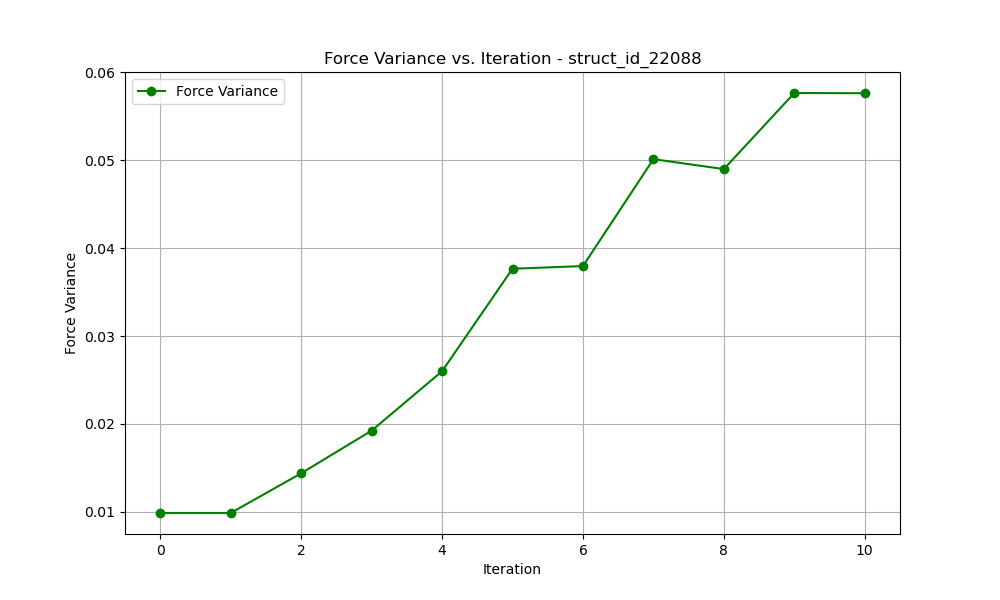 Force Variance vs. Iteration - struct_id_22088
Force Variance
0.06
0.05
0.04
0.03
0.02
0.01
Force Variance
0 2 4 6 8 10
Iteration